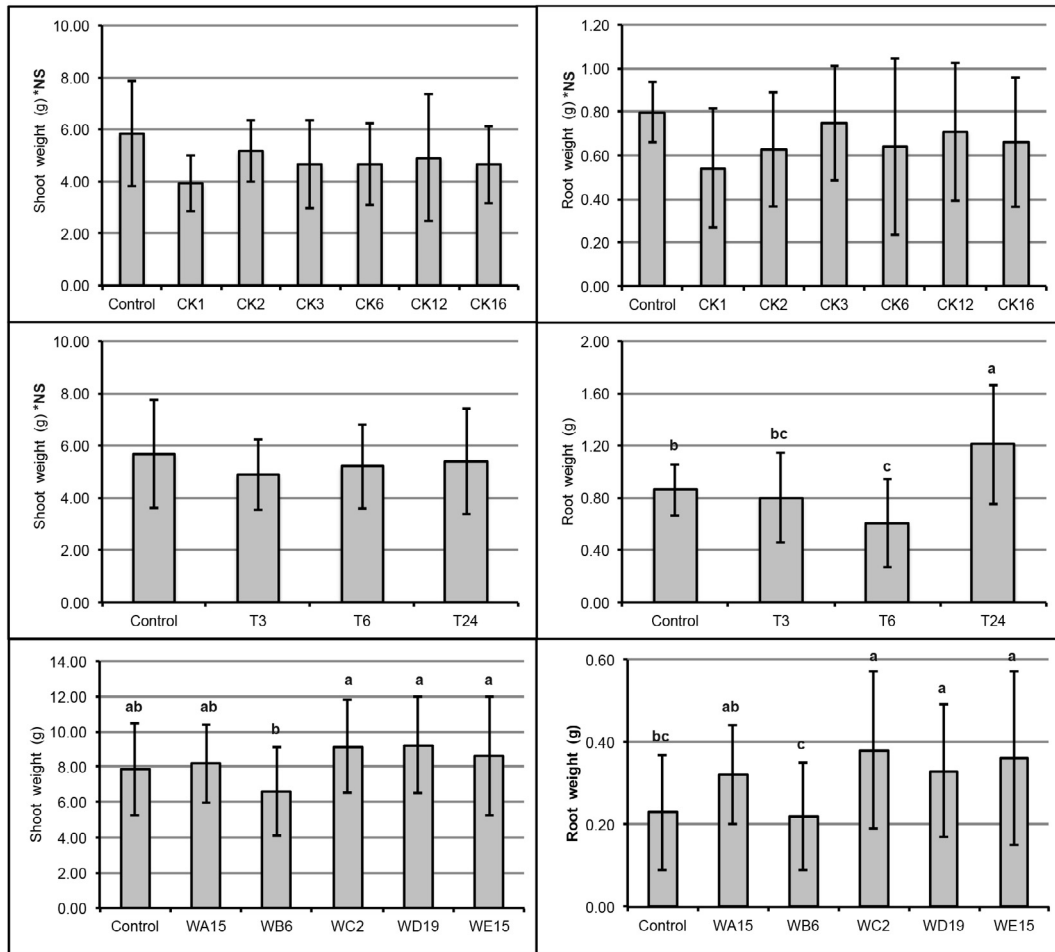 Shoot weight (g) *NS
10.00
8.00
6.00
4.00
2.00
0.00
Control CK1 CK2 CK3 CK6 CK12 CK16
Root weight (g) *NS
1.20
1.00
0.80
0.60
0.40
0.20
0.00
Control CK1 CK2 CK3 CK6 CK12 CK16
Shoot weight (g) *NS
10.00
8.00
6.00
4.00
2.00
0.00
Control T3 T6 T24
Root weight (g)
2.00
1.60
1.20
0.80
0.40
0.00
b bc c a
Control T3 T6 T24
Shoot weight (g)
14.00
12.00
10.00
8.00
6.00
4.00
2.00
0.00
ab ab b a a a
Control WA15 WB6 WC2 WD19 WE15
Root weight (g)
0.60
0.40
0.20
0.00
bc ab c a a a
Control WA15 WB6 WC2 WD19 WE15